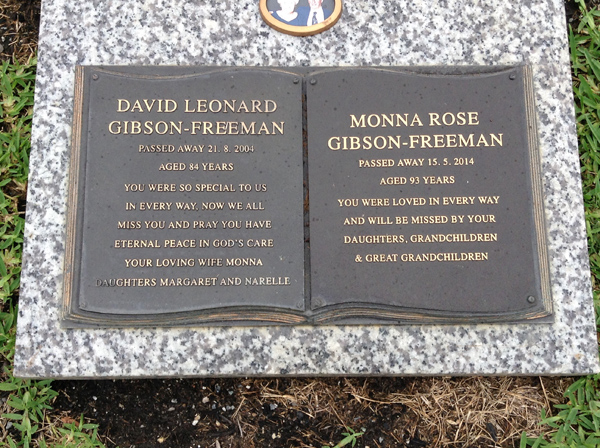 DAVID LEONARD
GIBSON-FREEMAN
PASSED AWAY 21. 8. 2004
AGED 84 YEARS
YOU WERE SO SPECIAL TO US
IN EVERY WAY. NOW WE ALL
MISS YOU AND PRAY YOU HAVE
ETERNAL PEACE IN GOD'S CARE
YOUR LOVING WIFE MONNA
DAUGHTERS MARGARET AND NARELLE
MONNA ROSE
GIBSON-FREEMAN
PASSED AWAY 15. 5. 2014
AGED 93 YEARS
YOU WERE LOVED IN EVERY WAY
AND WILL BE MISSED BY YOUR
DAUGHTERS, GRANDCHILDREN
& GREAT GRANDCHILDREN